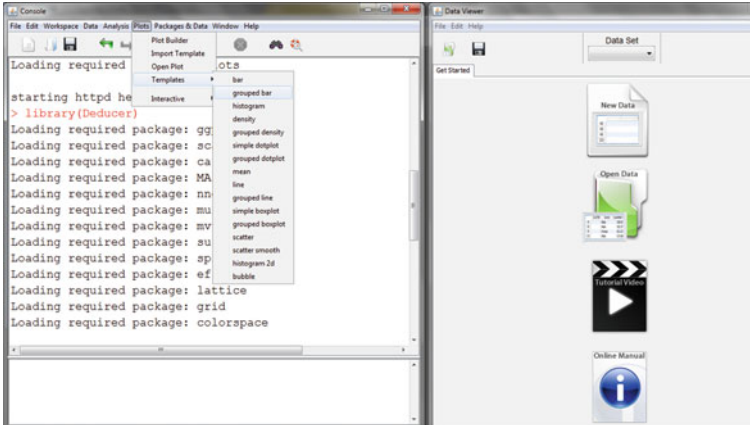 Console
File Edit Workspace Data Analysis Plots Packages & Data Window Help
Plot Builder
Import Template
Open Plot
Templates
Interactive
bar
grouped bar
histogram
density
grouped density
simple dotplot
grouped dotplot
mean
line
grouped line
simple boxplot
grouped boxplot
scatter
scatter smooth
histogram 2d
bubble
Loading required ots
starting httpd he
> library(Deducer)
Loading required package: gg
Loading required package: sc
Loading required package: ca
Loading required package: MA
Loading required package: nn
Loading required package: mu
Loading required package: mv
Loading required package: su
Loading required package: sp
Loading required package: ef
Loading required package: lattice
Loading required package: grid
Loading required package: colorspace
Data Viewer
File Edit Help
Data Set
Get Started
New Data
Open Data
Tutorial Video
Online Manual